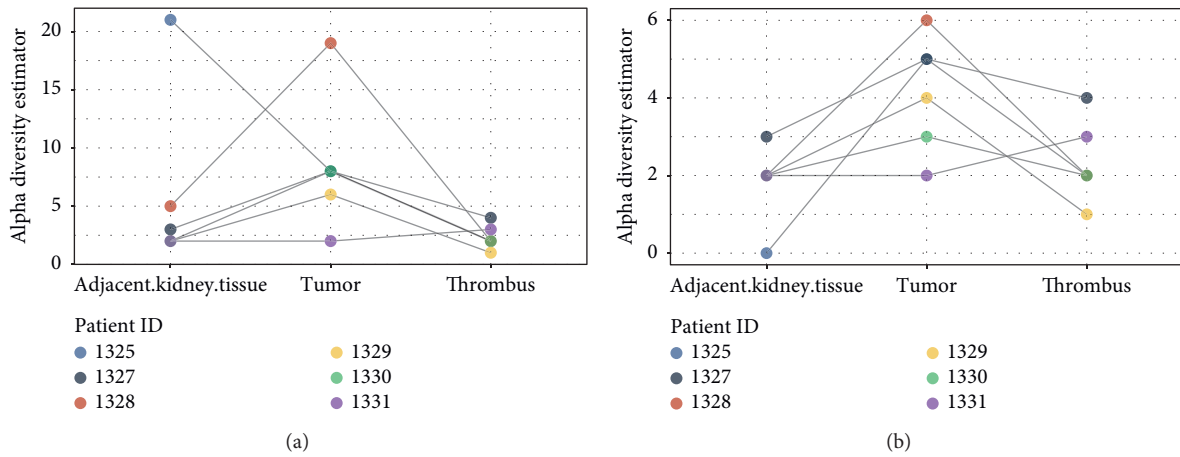 Alpha diversity estimator
20
15
10
5
0
Adjacent.kidney.tissue Tumor Thrombus
Patient ID
1325 1329
1327 1330
1328 1331
(a)
Alpha diversity estimator
6
4
2
0
Adjacent.kidney.tissue Tumor Thrombus
Patient ID
1325 1329
1327 1330
1328 1331
(b)